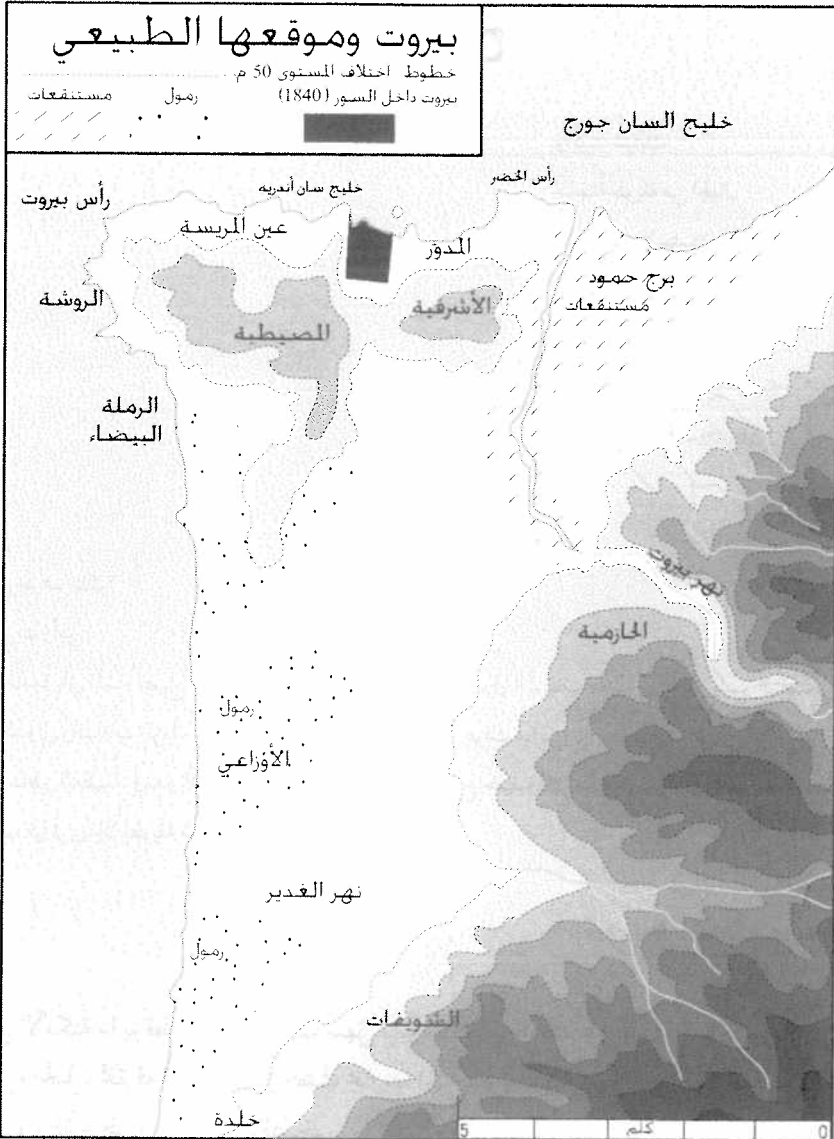 بيروت وموقعها الطبيعي
خطوط اختلاف المستوى 50 م.
بيروت داخل السور (1840)
رمول
مستنقعات
خليج السان جورج
رأس الخضر
خليج سان أندريه
رأس بيروت
عين المريسة
المدوّر
برج حمود
مستنقعات
الروشة
الأشرفية
المصيطبة
الرملة
البيضاء
نهر بيروت
الحازمية
رمول
الأوزاعي
نهر الغدير
رمول
الشويفات
خلدة
5
كلم
0